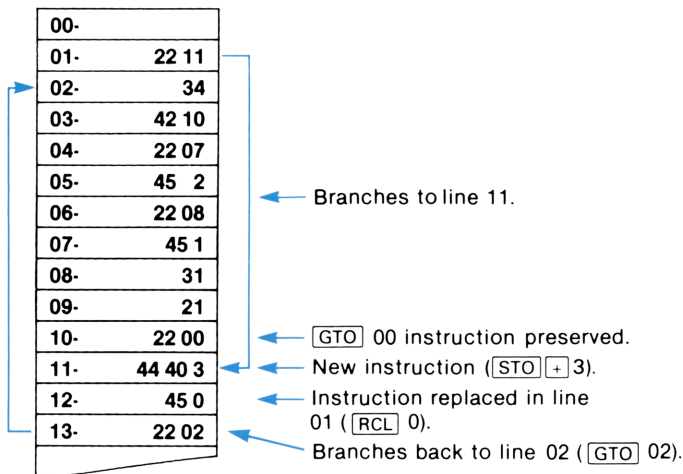 00-
01- 22 11
02- 34
03- 42 10
04- 22 07
05- 45 2
06- 22 08
07- 45 1
08- 31
09- 21
10- 22 00
11- 44 40 3
12- 45 0
13- 22 02
Branches to line 11.
GTO 00 instruction preserved.
New instruction (STO + 3).
Instruction replaced in line
01 (RCL 0).
Branches back to line 02 (GTO 02).